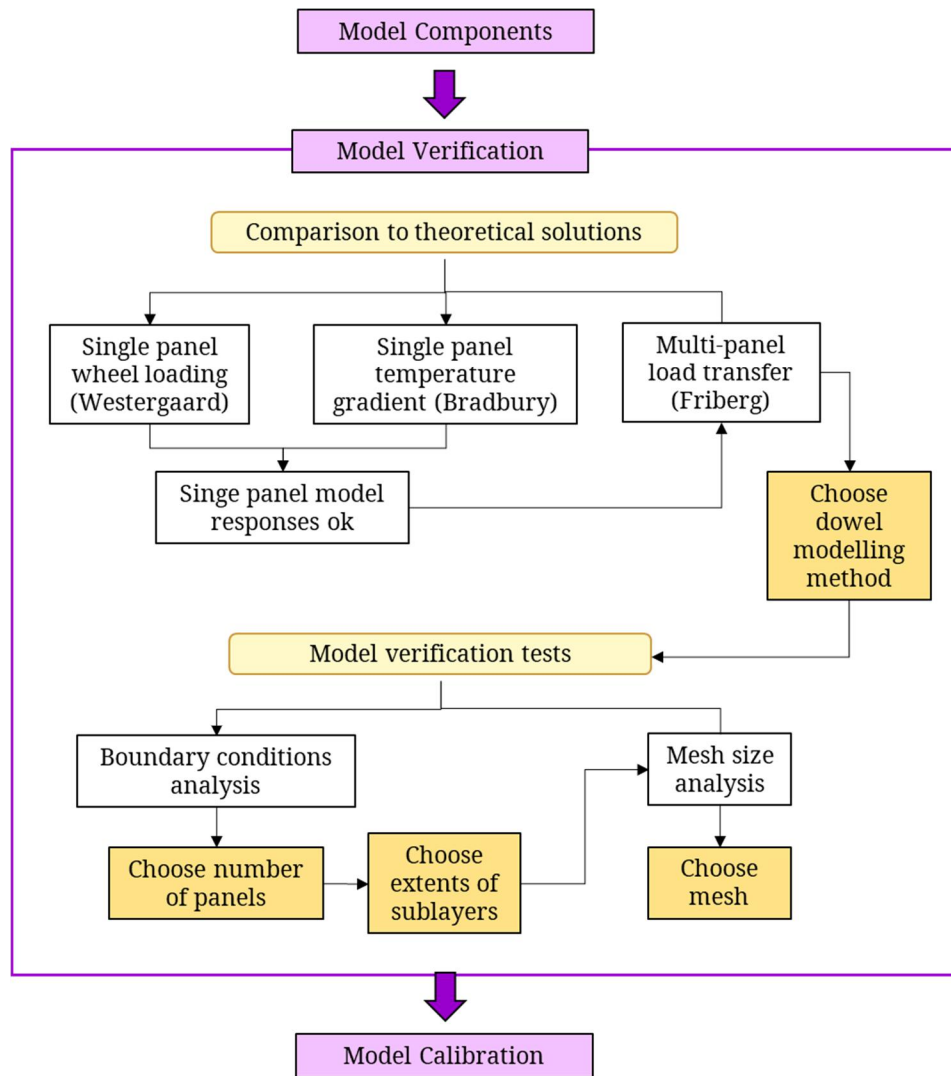 Model Components
Model Verification
Comparison to theoretical solutions
Single panel
wheel loading
(Westergaard)
Single panel
temperature
gradient (Bradbury)
Multi-panel
load transfer
(Friberg)
Singe panel model
responses ok
Choose
dowel
modelling
method
Model verification tests
Boundary conditions
analysis
Mesh size
analysis
Choose number
of panels
Choose
extents of
sublayers
Choose
mesh
Model Calibration